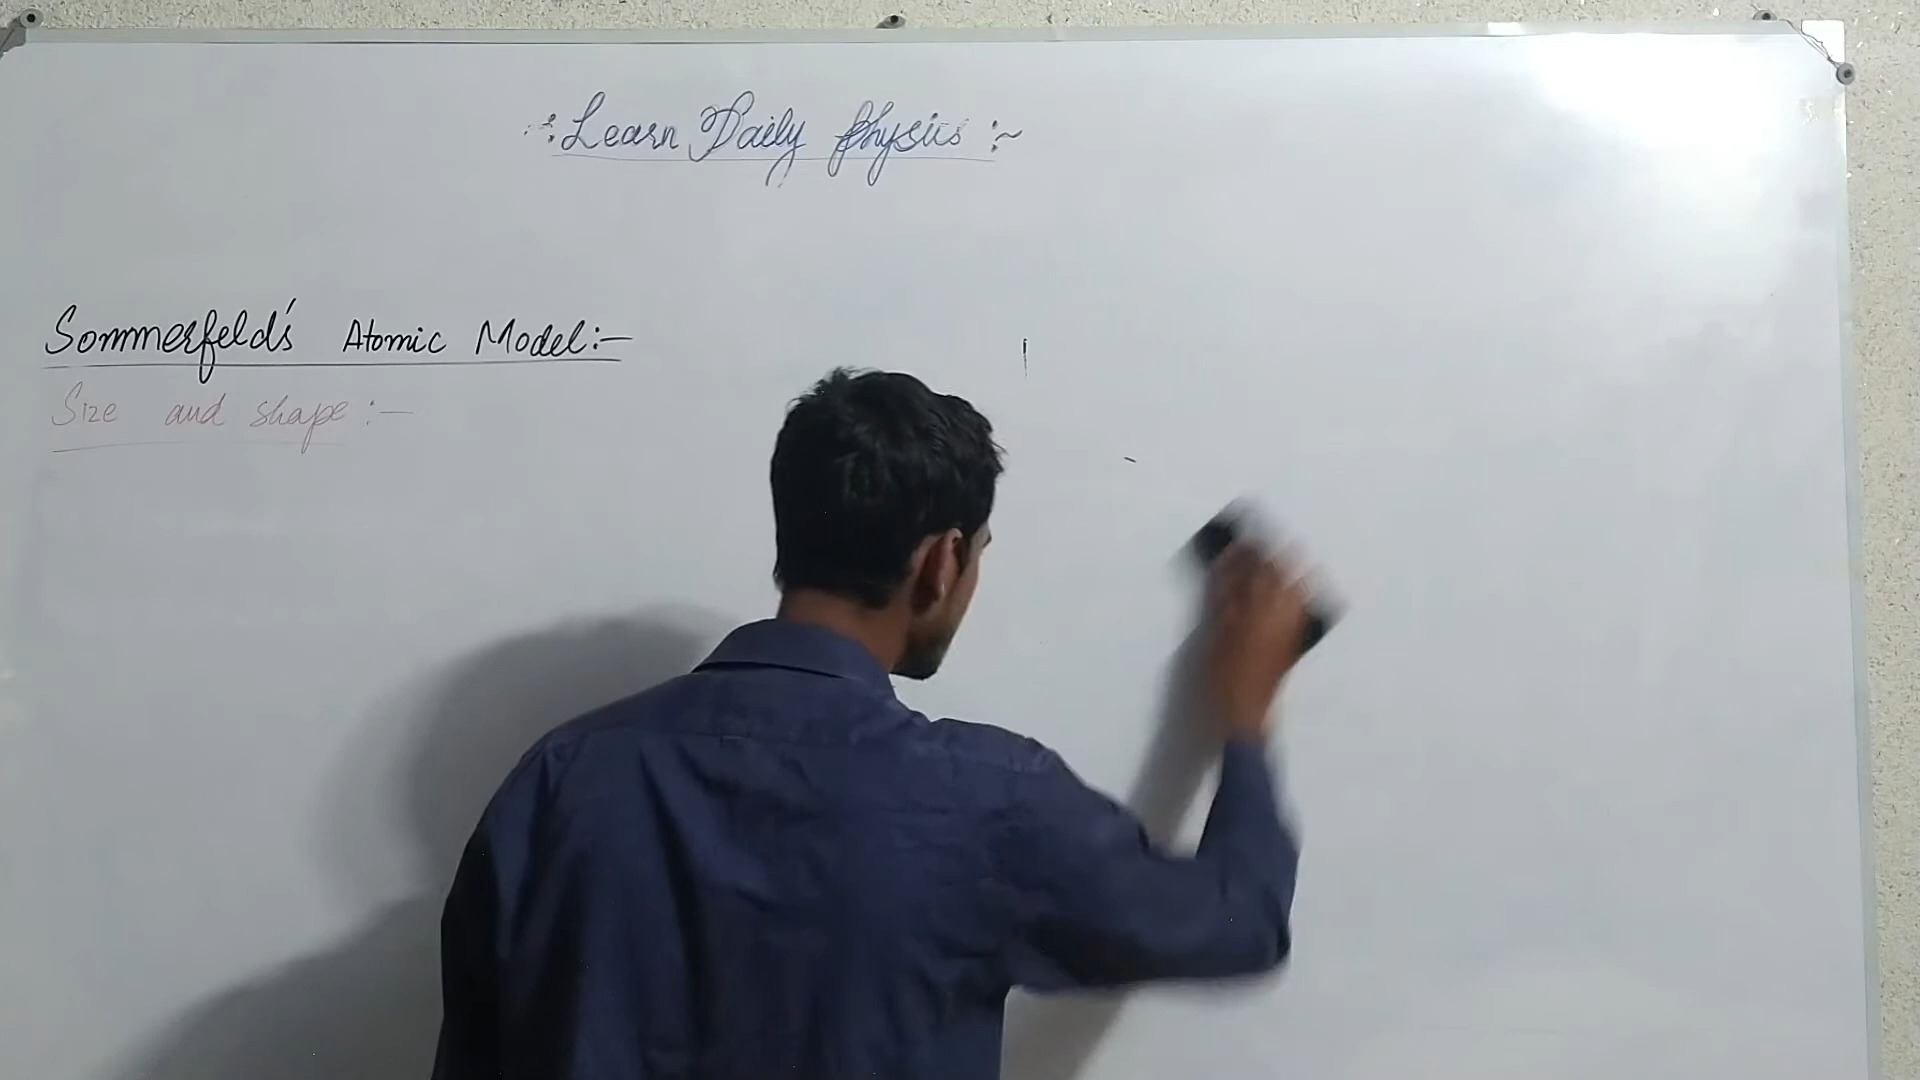 :Learn Daily Physics :~
Sommerfeld's Atomic Model:-
Size and shape:-